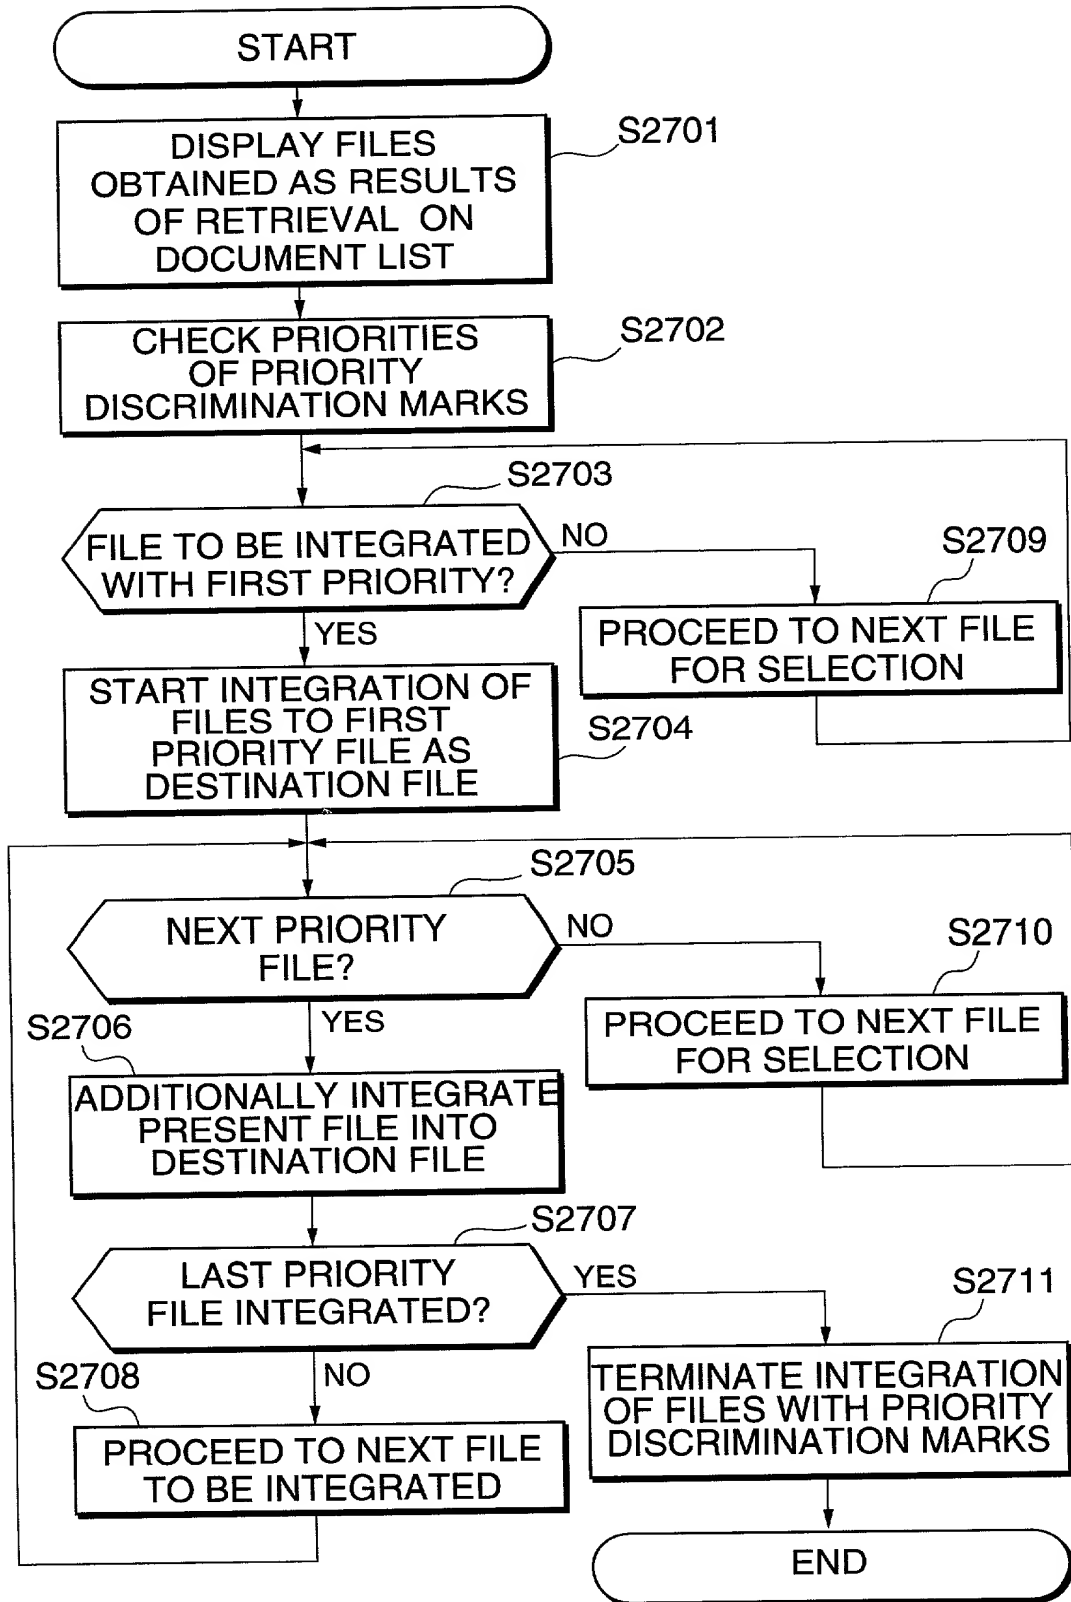 START
S2701
DISPLAY FILES
OBTAINED AS RESULTS
OF RETRIEVAL ON
DOCUMENT LIST
S2702
CHECK PRIORITIES
OF PRIORITY
DISCRIMINATION MARKS
S2703
FILE TO BE INTEGRATED
WITH FIRST PRIORITY?
NO
S2709
PROCEED TO NEXT FILE
FOR SELECTION
YES
START INTEGRATION OF
FILES TO FIRST
PRIORITY FILE AS
DESTINATION FILE
S2704
S2705
NEXT PRIORITY
FILE?
NO
S2710
PROCEED TO NEXT FILE
FOR SELECTION
YES
S2706
ADDITIONALLY INTEGRATE
PRESENT FILE INTO
DESTINATION FILE
S2707
LAST PRIORITY
FILE INTEGRATED?
YES
S2711
TERMINATE INTEGRATION
OF FILES WITH PRIORITY
DISCRIMINATION MARKS
NO
S2708
PROCEED TO NEXT FILE
TO BE INTEGRATED
END